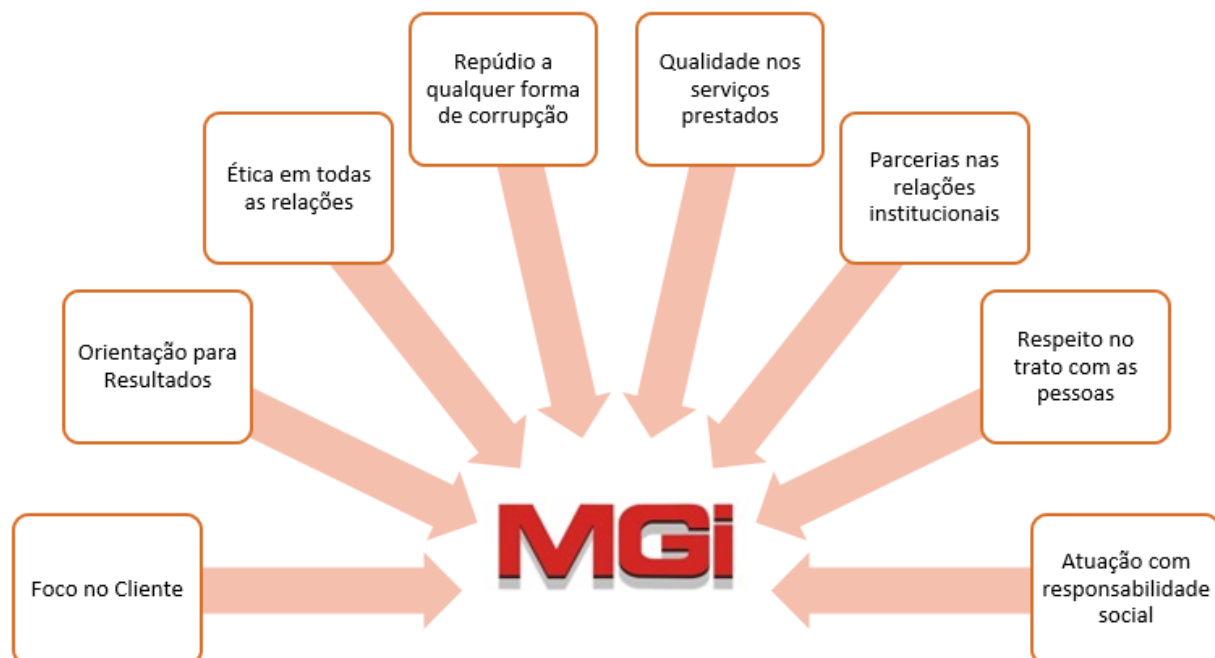 Repúdio a
qualquer forma
de corrupção
Qualidade nos
serviços
prestados
Ética em todas
as relações
Parcerias nas
relações
institucionais
Orientação para
Resultados
Respeito no
trato com as
pessoas
Foco no Cliente
MGi
Atuação com
responsabilidade
social